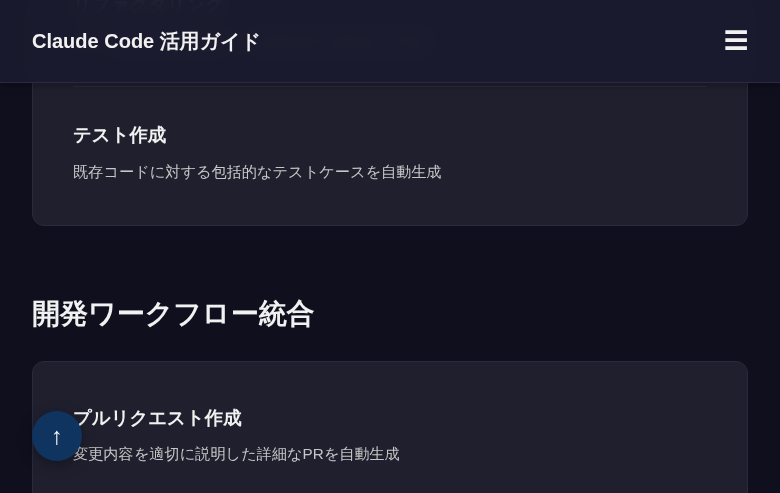 Claude Code 活用ガイド
☰
テスト作成
既存コードに対する包括的なテストケースを自動生成
開発ワークフロー統合
プルリクエスト作成
↑
変更内容を適切に説明した詳細なPRを自動生成